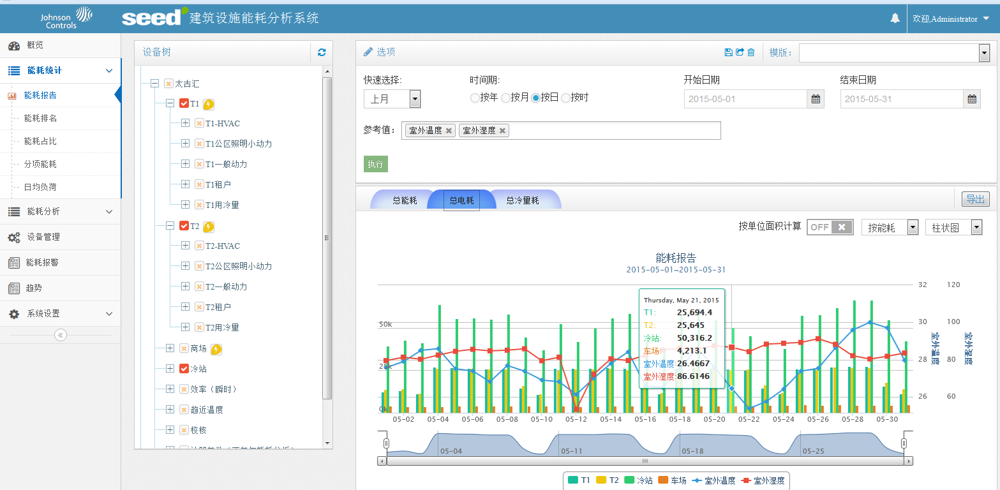 Johnson Controls
seed 建筑设施能耗分析系统
欢迎,Administrator
概览
能耗统计
能耗报告
能耗排名
能耗占比
分项能耗
日均负荷
能耗分析
设备管理
能耗报警
趋势
系统设置
设备树
太古汇
T1
T1-HVAC
T1公区照明小动力
T1一般动力
T1租户
T1用冷量
T2
T2-HVAC
T2公区照明小动力
T2一般动力
T2租户
T2用冷量
商场
冷站
效率（瞬时）
趋近温度
校核
选项
模版：
快速选择:
上月
时间期:
按年 按月 按日 按时
开始日期
2015-05-01
结束日期
2015-05-31
参考值：
室外温度 室外湿度
执行
总能耗 总电耗 总冷量耗
导出
按单位面积计算 OFF 按能耗 柱状图
能耗报告
2015-05-01~2015-05-31
50k
25k
0k
32 120
30 100
28 80
26 60
室外温度
室外湿度
Thursday, May 21, 2015
T1: 25,694.4
T2: 25,645
冷站: 50,316.2
车场: 4,213.1
室外温度:26.4667
室外湿度:86.6146
05-02 05-04 05-06 05-08 05-10 05-12 05-14 05-16 05-18 05-20 05-22 05-24 05-26 05-28 05-30
05-04 05-11 05-18 05-25
T1 T2 冷站 车场 室外温度 室外湿度